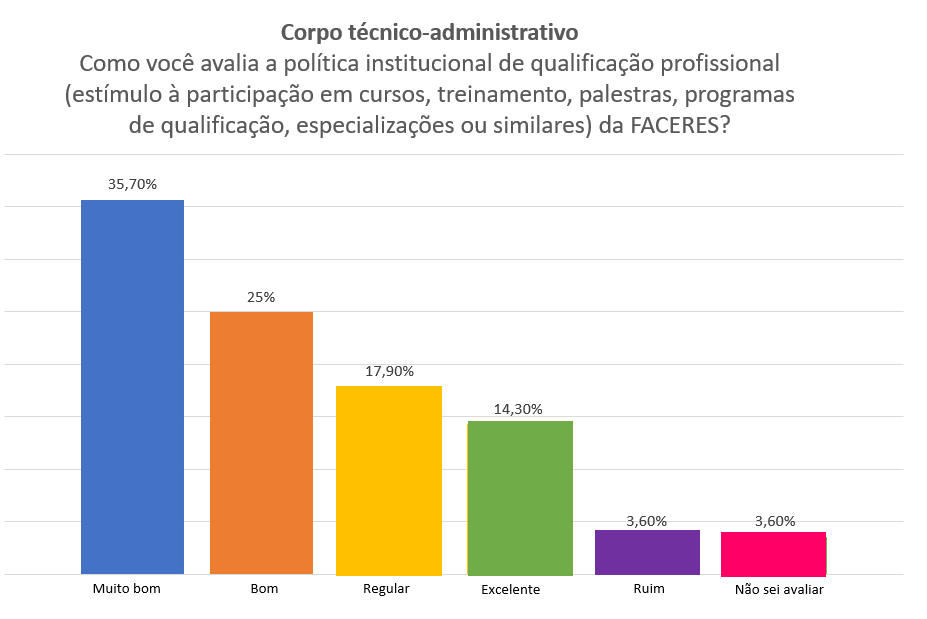 Corpo técnico-administrativo
Como você avalia a política institucional de qualificação profissional
(estímulo à participação em cursos, treinamento, palestras, programas
de qualificação, especializações ou similares) da FACERES?
35,70%
25%
17,90%
14,30%
3,60%
3,60%
Muito bom
Bom
Regular
Excelente
Ruim
Não sei avaliar